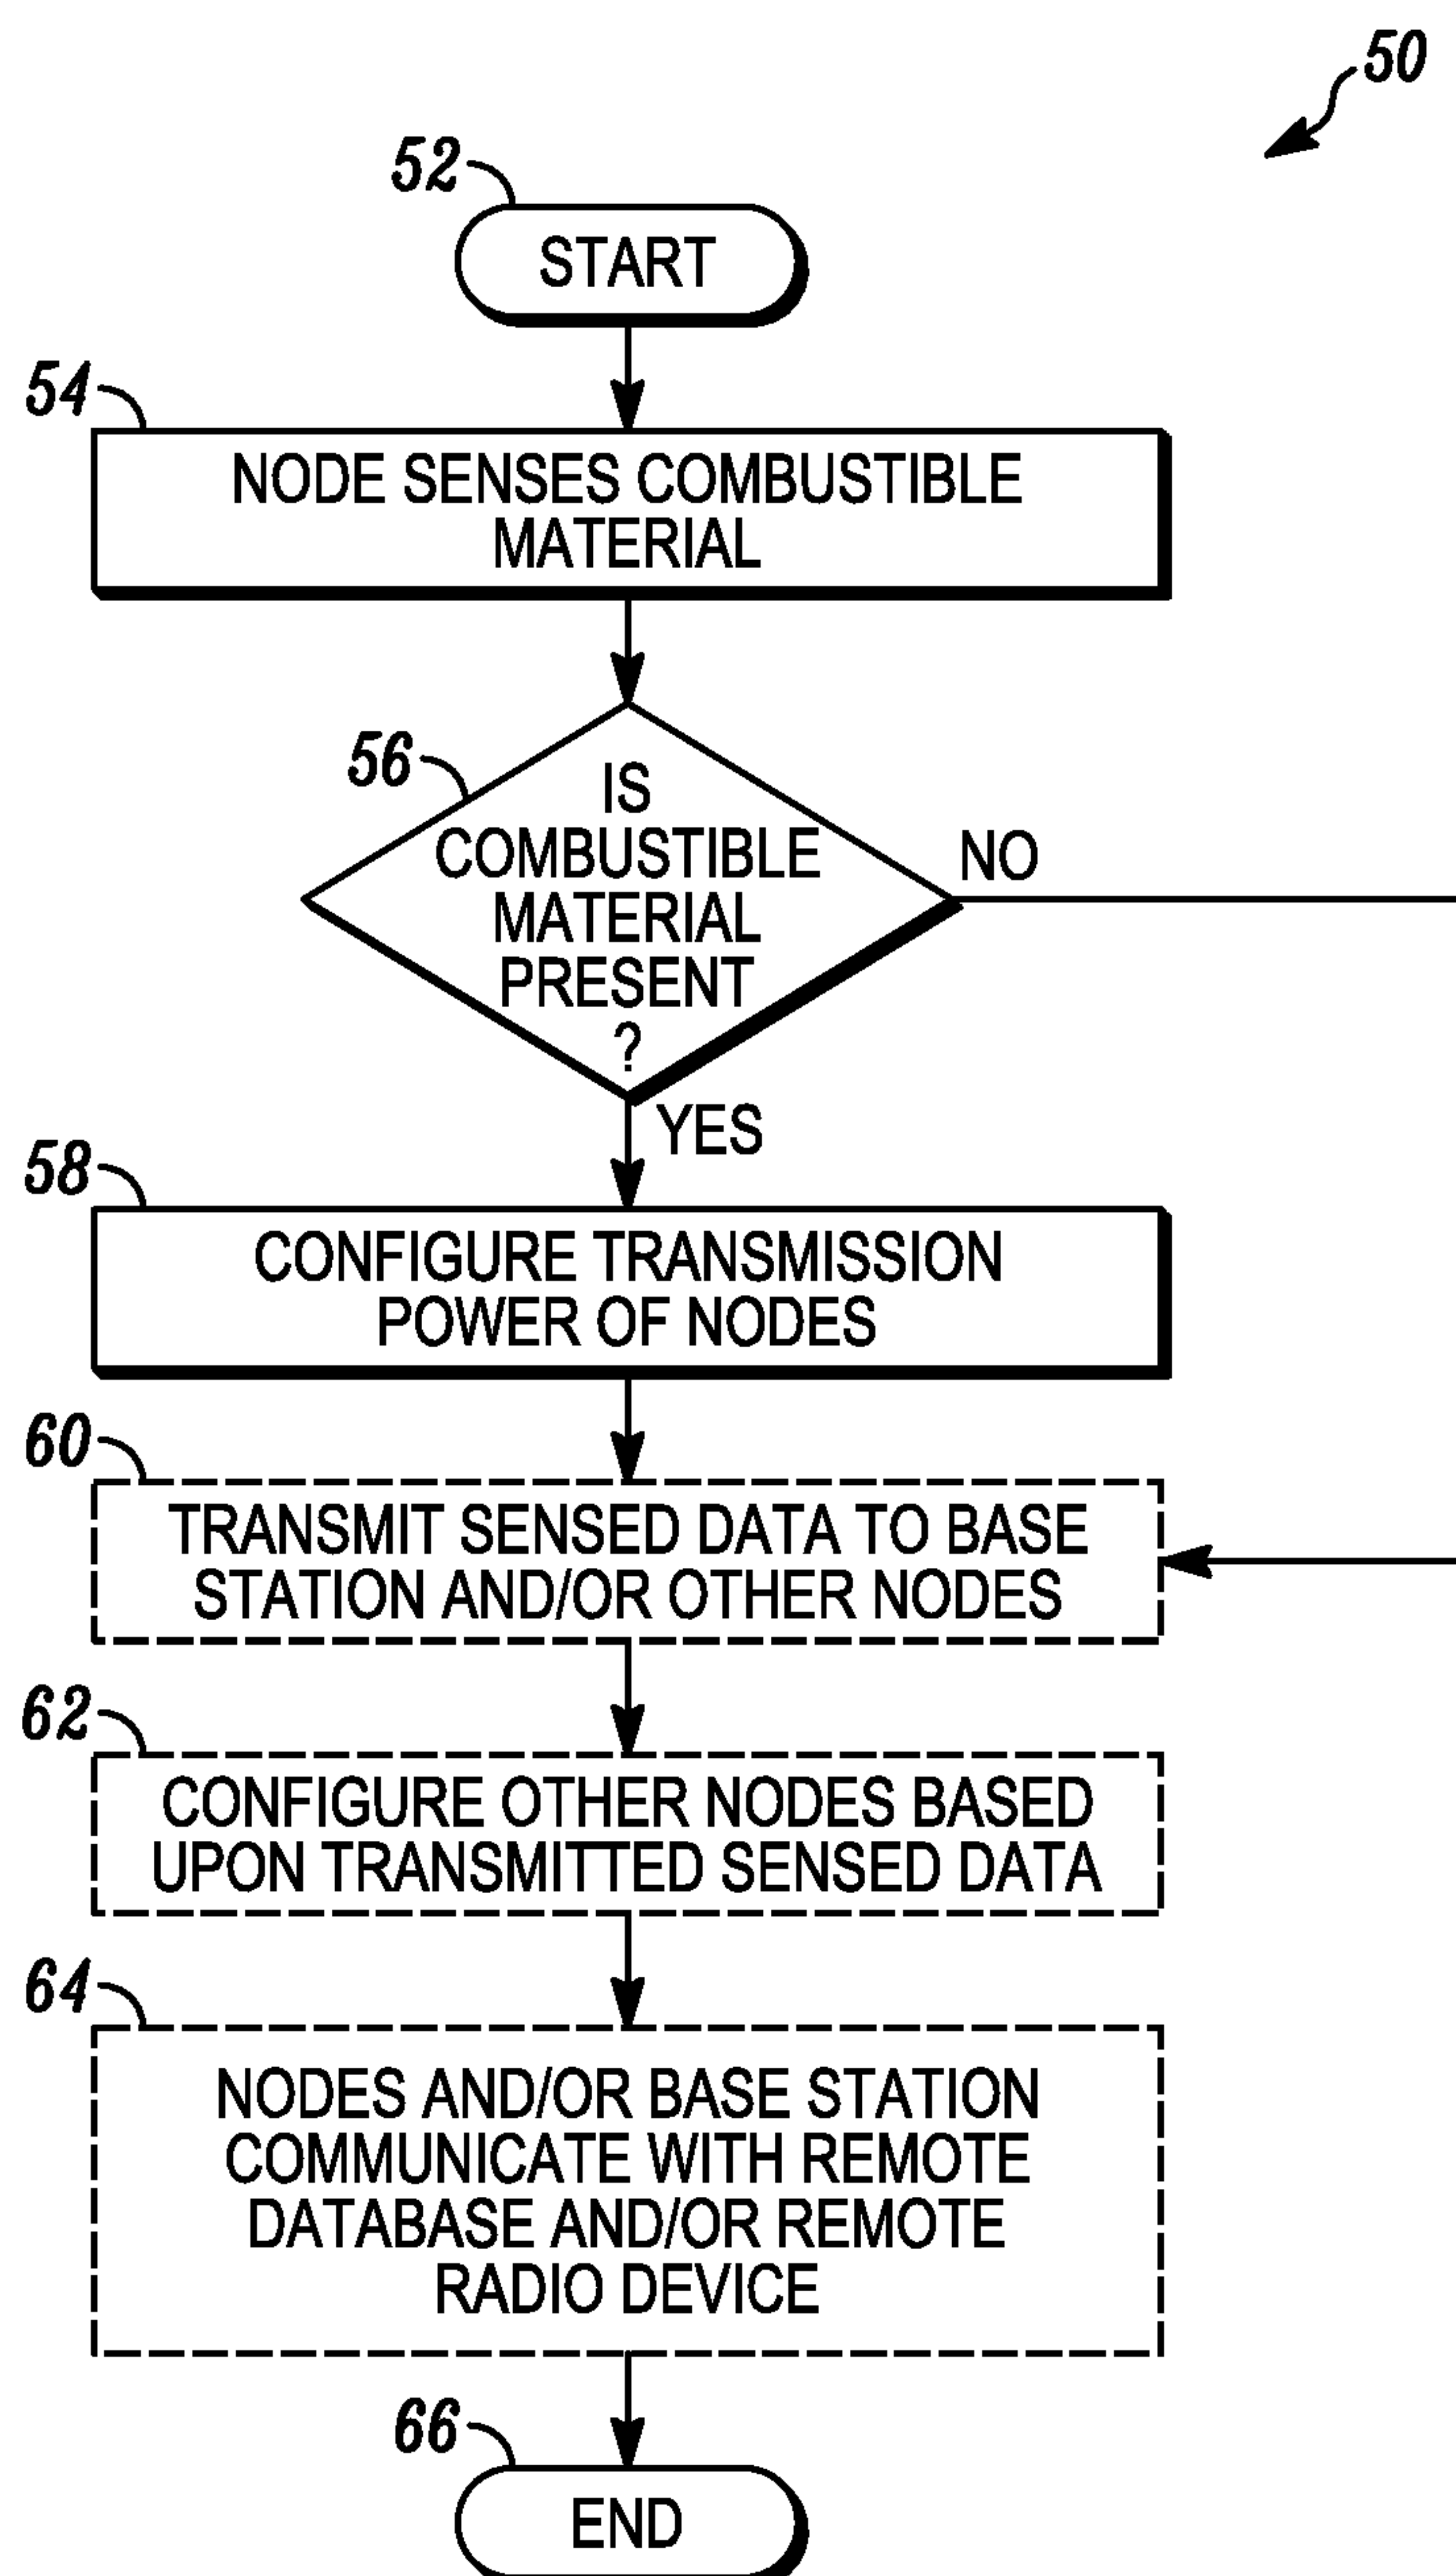 50
52
START
54
NODE SENSES COMBUSTIBLE
MATERIAL
56
IS
COMBUSTIBLE
MATERIAL
PRESENT
?
NO
YES
58
CONFIGURE TRANSMISSION
POWER OF NODES
60
TRANSMIT SENSED DATA TO BASE
STATION AND/OR OTHER NODES
62
CONFIGURE OTHER NODES BASED
UPON TRANSMITTED SENSED DATA
64
NODES AND/OR BASE STATION
COMMUNICATE WITH REMOTE
DATABASE AND/OR REMOTE
RADIO DEVICE
66
END